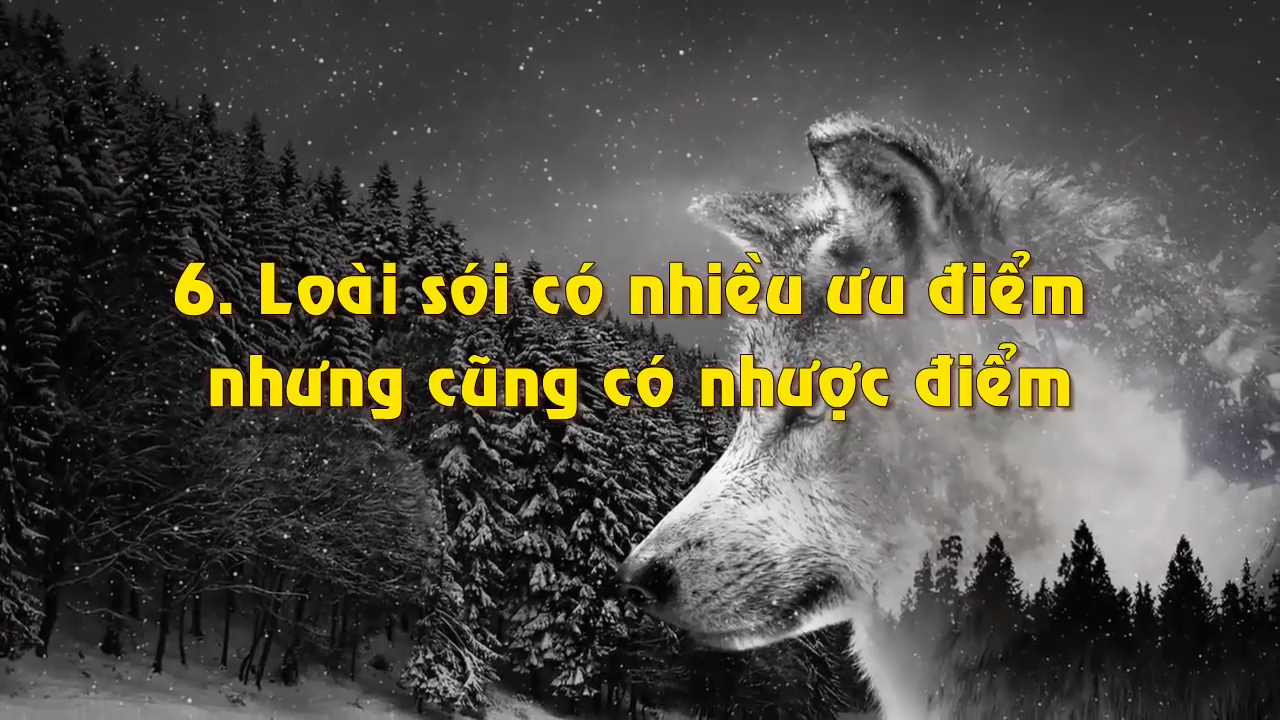 6. Loài sói có nhiều ưu điểm
nhưng cũng có nhược điểm